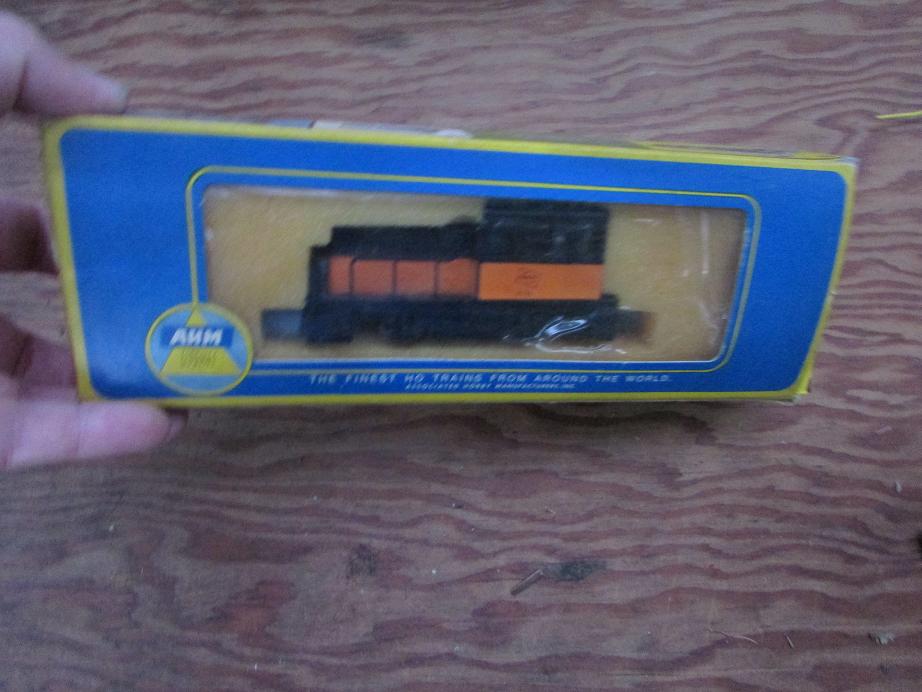 AHM
THE FINEST HO TRAINS FROM AROUND THE WORLD.
ASSOCIATED HOBBY MANUFACTURERS, INC.